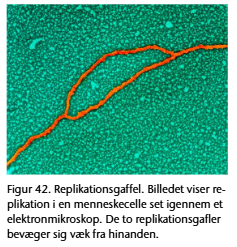 Figur 42. Replikationsgaffel. Billedet viser re-
plikation i en menneskecelle set igennem et
elektronmikroskop. De to replikationsgafler
bevæger sig væk fra hinanden.